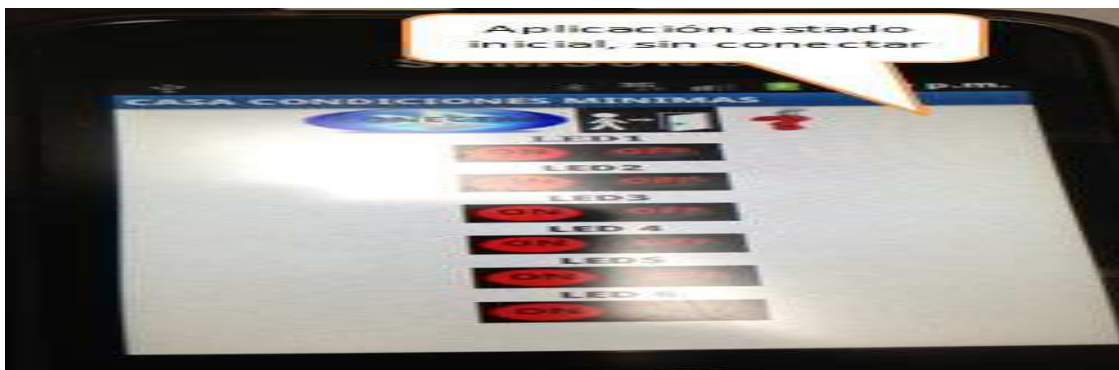 Aplicación estado
inicial, sin conectar
p.m.
CASA CONDICIONES MINIMAS
LED1
ON OFF
LED2
ON OFF
LED3
ON OFF
LED 4
ON OFF
LED5
ON
LED 6
ON